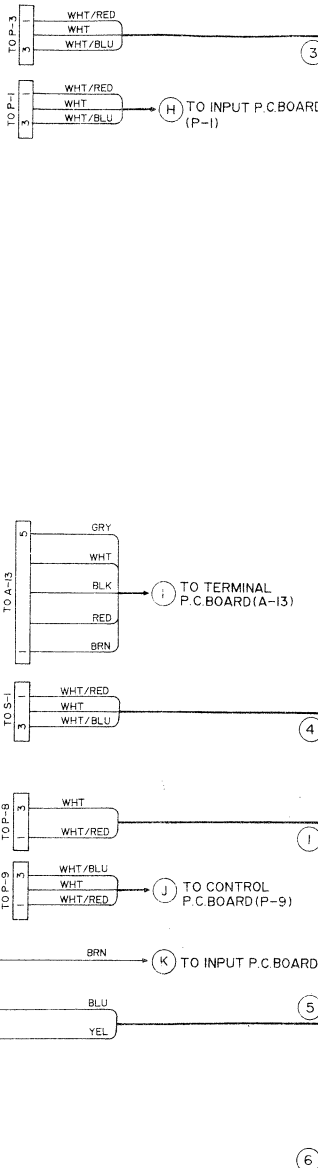 TO P-3
1
3
WHT/RED
WHT
WHT/BLU
3
TO P-1
1
3
WHT/RED
WHT
WHT/BLU
H TO INPUT P.C.BOARD
(P-1)
TO A-13
5
1
GRY
WHT
BLK
RED
BRN
i TO TERMINAL
P.C.BOARD(A-13)
TO S-1
1
3
WHT/RED
WHT
WHT/BLU
4
TO P-8
3
1
WHT
WHT/RED
1
TO P-9
3
1
WHT/BLU
WHT
WHT/RED
J TO CONTROL
P.C.BOARD(P-9)
BRN
K TO INPUT P.C.BOARD
BLU
YEL
5
6